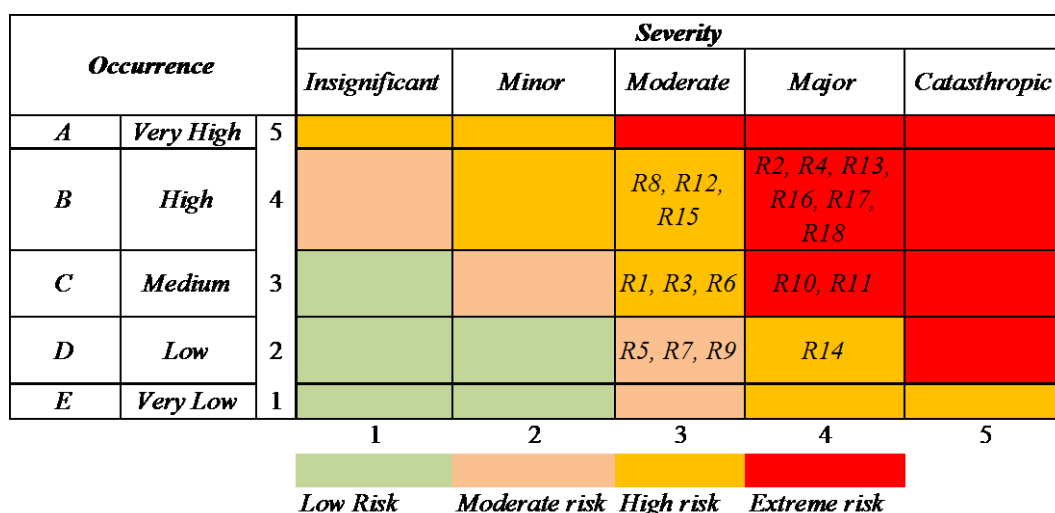 Occurrence
Severity
Insignificant Minor Moderate Major Catasthropic
A Very High 5
B High 4 R8, R12, R15 R2, R4, R13, R16, R17, R18
C Medium 3 R1, R3, R6 R10, R11
D Low 2 R5, R7, R9 R14
E Very Low 1
1 2 3 4 5
Low Risk Moderate risk High risk Extreme risk